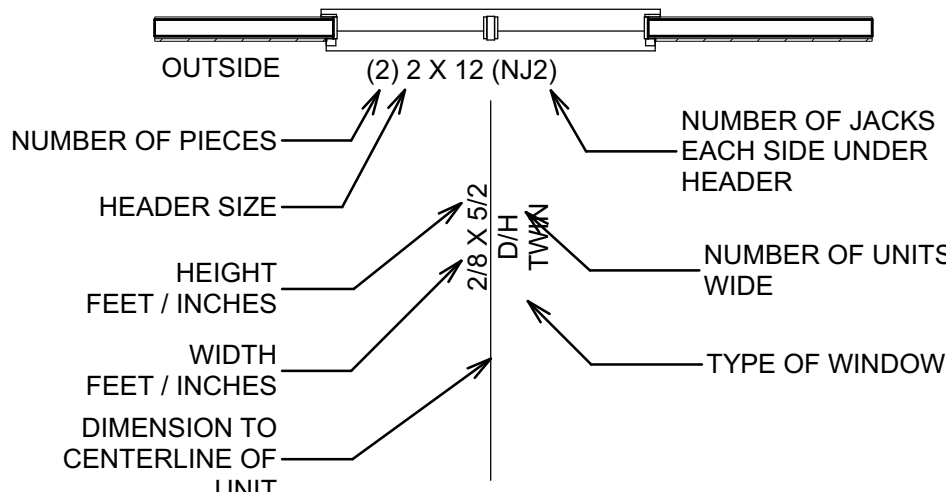 OUTSIDE
(2) 2 X 12 (NJ2)
NUMBER OF PIECES
NUMBER OF JACKS
EACH SIDE UNDER
HEADER
HEADER SIZE
2/8 X 5/2
D/H
TWIN
HEIGHT
FEET / INCHES
NUMBER OF UNITS
WIDE
WIDTH
FEET / INCHES
TYPE OF WINDOW
DIMENSION TO
CENTERLINE OF
UNIT